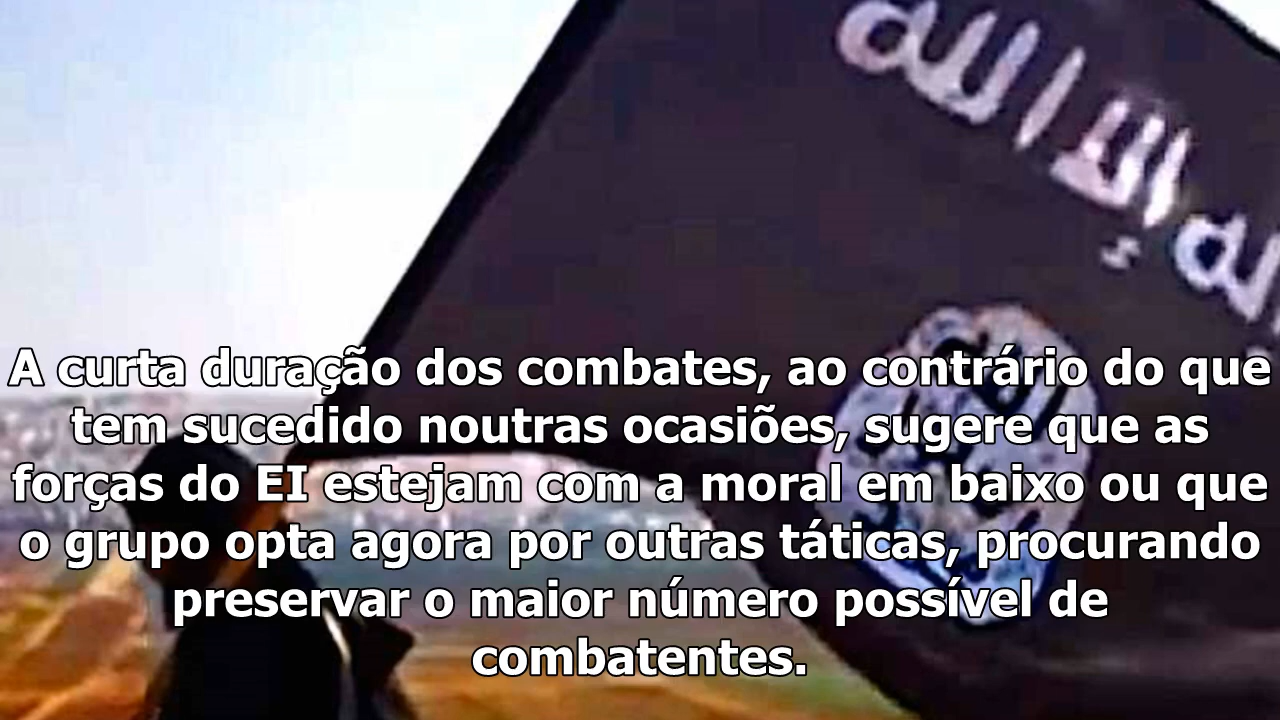 إلا الله
A curta duração dos combates, ao contrário do que
tem sucedido noutras ocasiões, sugere que as
forças do EI estejam com a moral em baixo ou que
o grupo opta agora por outras táticas, procurando
preservar o maior número possível de
combatentes.